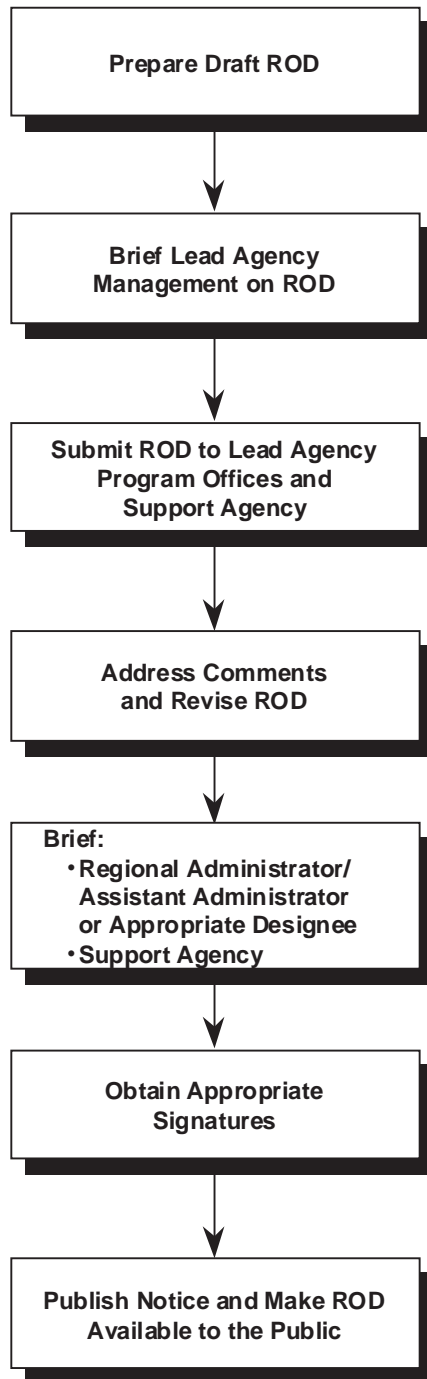 Prepare Draft ROD
Brief Lead Agency
Management on ROD
Submit ROD to Lead Agency
Program Offices and
Support Agency
Address Comments
and Revise ROD
Brief:
• Regional Administrator/
Assistant Administrator
or Appropriate Designee
• Support Agency
Obtain Appropriate
Signatures
Publish Notice and Make ROD
Available to the Public